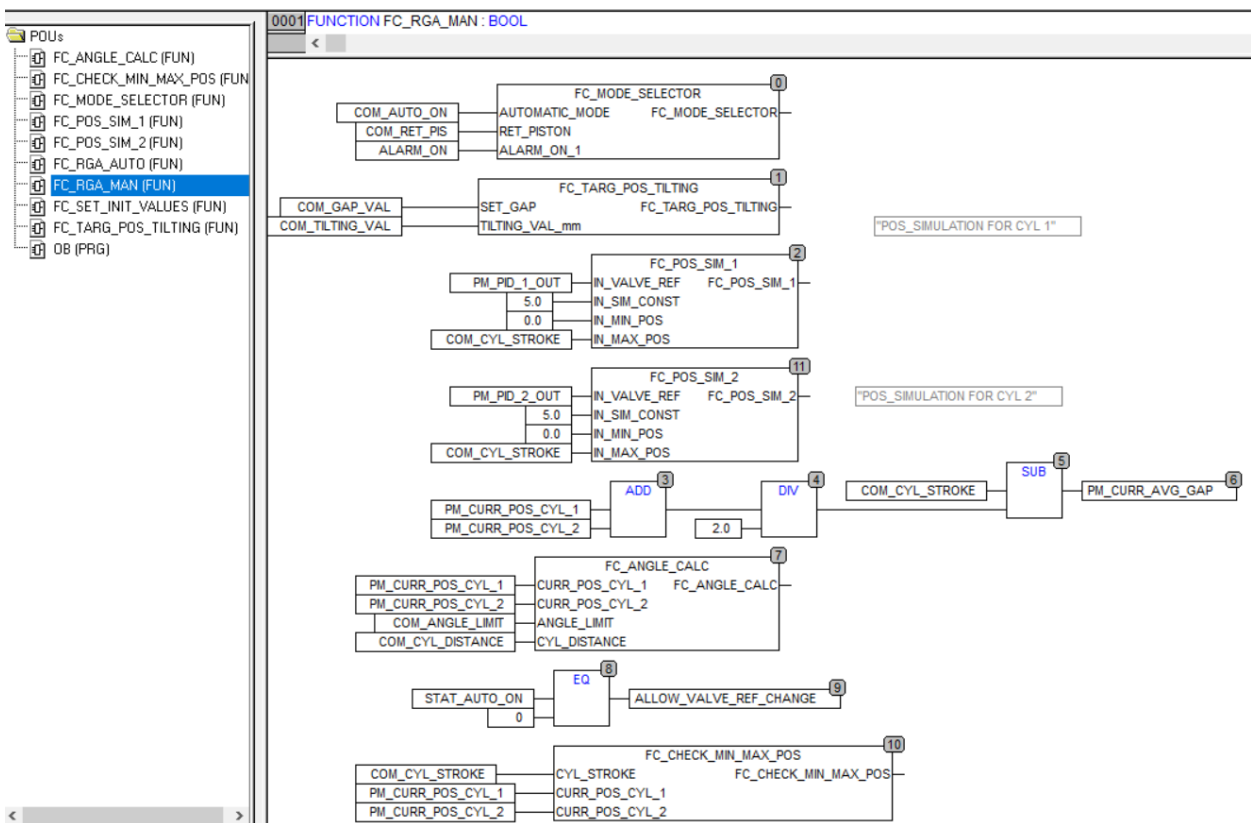 0001 FUNCTION FC_RGA_MAN : BOOL
POUs
FC_ANGLE_CALC (FUN)
FC_CHECK_MIN_MAX_POS (FUN
FC_MODE_SELECTOR (FUN)
FC_POS_SIM_1 (FUN)
FC_POS_SIM_2 (FUN)
FC_RGA_AUTO (FUN)
FC_RGA_MAN (FUN)
FC_SET_INIT_VALUES (FUN)
FC_TARG_POS_TILTING (FUN)
OB (PRG)
0
FC_MODE_SELECTOR
COM_AUTO_ON AUTOMATIC_MODE FC_MODE_SELECTOR
COM_RET_PIS RET_PISTON
ALARM_ON ALARM_ON_1
1
FC_TARG_POS_TILTING
COM_GAP_VAL SET_GAP FC_TARG_POS_TILTING
COM_TILTING_VAL TILTING_VAL_mm
"POS_SIMULATION FOR CYL 1"
2
FC_POS_SIM_1
PM_PID_1_OUT IN_VALVE_REF FC_POS_SIM_1
5.0 IN_SIM_CONST
0.0 IN_MIN_POS
COM_CYL_STROKE IN_MAX_POS
11
FC_POS_SIM_2
PM_PID_2_OUT IN_VALVE_REF FC_POS_SIM_2
"POS_SIMULATION FOR CYL 2"
5.0 IN_SIM_CONST
0.0 IN_MIN_POS
COM_CYL_STROKE IN_MAX_POS
3 4 5 6
ADD DIV SUB
COM_CYL_STROKE PM_CURR_AVG_GAP
PM_CURR_POS_CYL_1
PM_CURR_POS_CYL_2 2.0
7
FC_ANGLE_CALC
PM_CURR_POS_CYL_1 CURR_POS_CYL_1 FC_ANGLE_CALC
PM_CURR_POS_CYL_2 CURR_POS_CYL_2
COM_ANGLE_LIMIT ANGLE_LIMIT
COM_CYL_DISTANCE CYL_DISTANCE
8 9
EQ
STAT_AUTO_ON ALLOW_VALVE_REF_CHANGE
0
10
FC_CHECK_MIN_MAX_POS
COM_CYL_STROKE CYL_STROKE FC_CHECK_MIN_MAX_POS
PM_CURR_POS_CYL_1 CURR_POS_CYL_1
PM_CURR_POS_CYL_2 CURR_POS_CYL_2